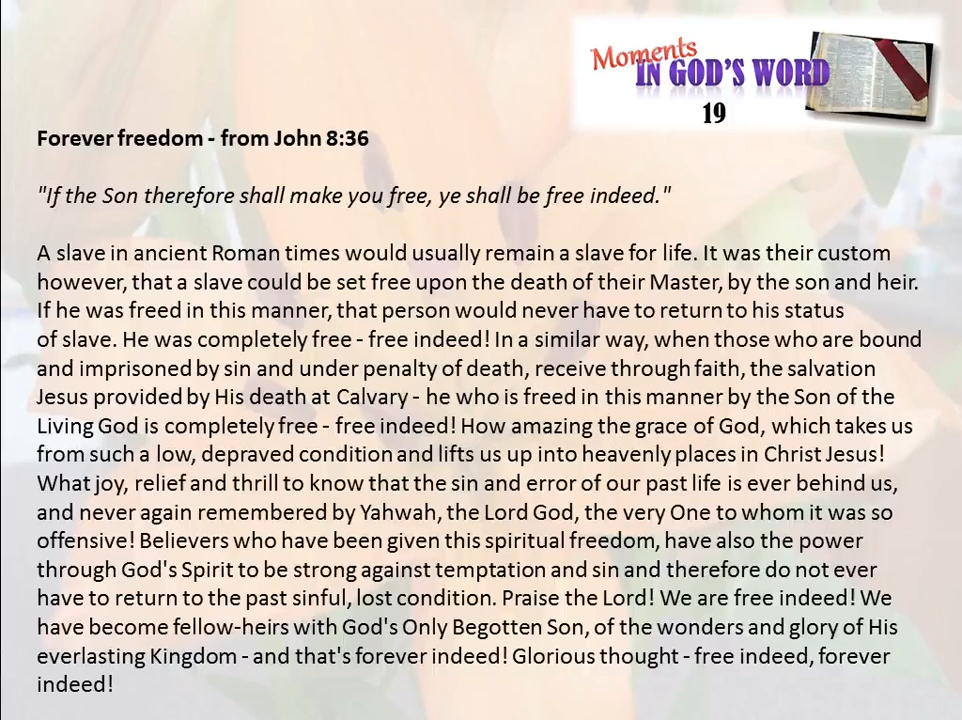 Moments
IN GOD'S WORD
19
Forever freedom - from John 8:36
"If the Son therefore shall make you free, ye shall be free indeed."
A slave in ancient Roman times would usually remain a slave for life. It was their custom
however, that a slave could be set free upon the death of their Master, by the son and heir.
If he was freed in this manner, that person would never have to return to his status
of slave. He was completely free - free indeed! In a similar way, when those who are bound
and imprisoned by sin and under penalty of death, receive through faith, the salvation
Jesus provided by His death at Calvary - he who is freed in this manner by the Son of the
Living God is completely free - free indeed! How amazing the grace of God, which takes us
from such a low, depraved condition and lifts us up into heavenly places in Christ Jesus!
What joy, relief and thrill to know that the sin and error of our past life is ever behind us,
and never again remembered by Yahwah, the Lord God, the very One to whom it was so
offensive! Believers who have been given this spiritual freedom, have also the power
through God's Spirit to be strong against temptation and sin and therefore do not ever
have to return to the past sinful, lost condition. Praise the Lord! We are free indeed! We
have become fellow-heirs with God's Only Begotten Son, of the wonders and glory of His
everlasting Kingdom - and that's forever indeed! Glorious thought - free indeed, forever
indeed!